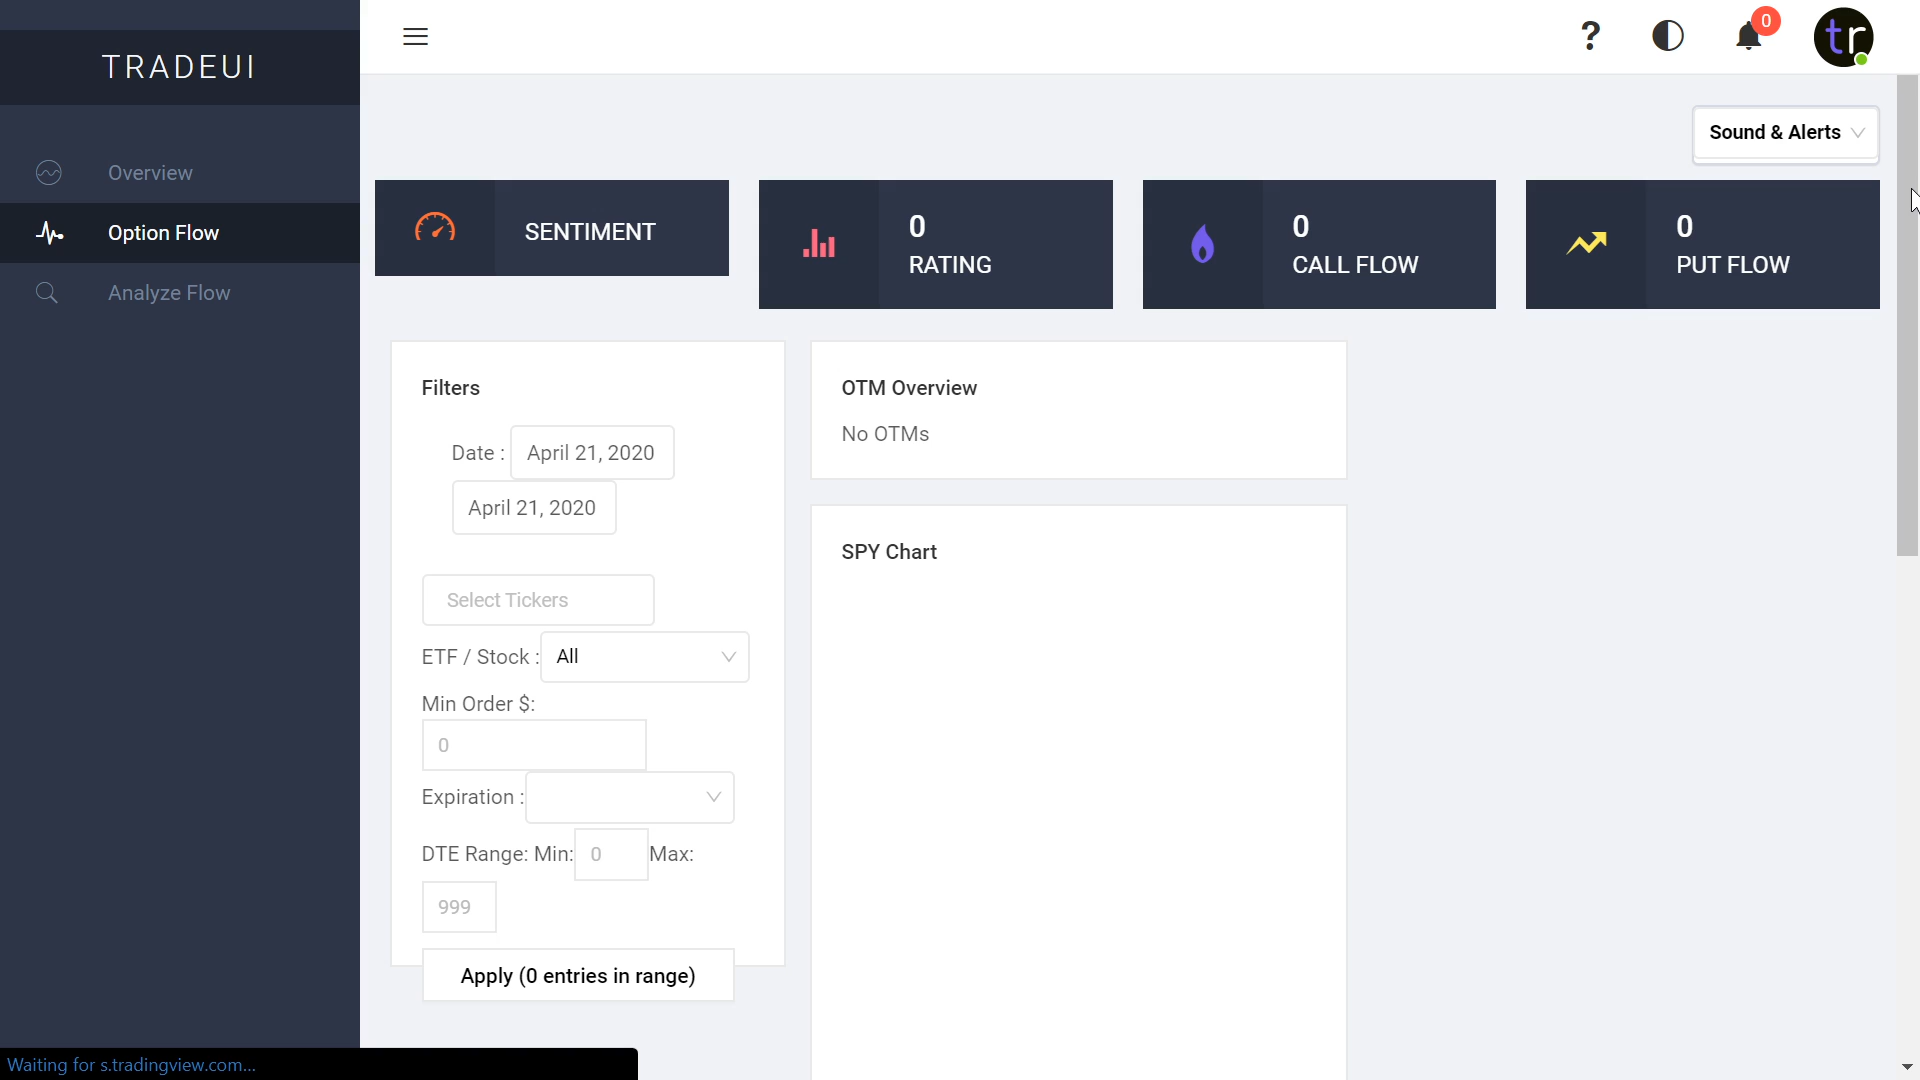 TRADEUI
?
0
tr
Overview
Option Flow
Analyze Flow
Sound & Alerts
SENTIMENT
0
RATING
0
CALL FLOW
0
PUT FLOW
Filters
Date : April 21, 2020
April 21, 2020
Select Tickers
ETF / Stock : All
Min Order $:
0
Expiration :
DTE Range: Min: 0 Max:
999
Apply (0 entries in range)
OTM Overview
No OTMs
SPY Chart
Waiting for s.tradingview.com...